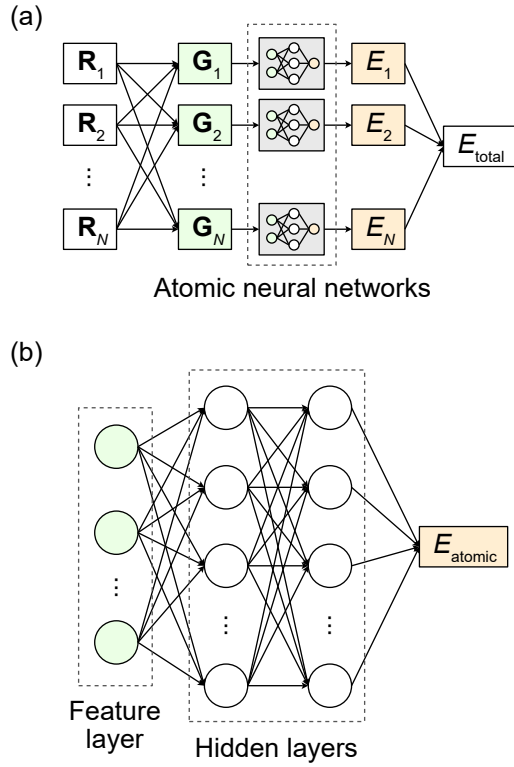 (a)
R1 G1 E1
R2 G2 E2
Etotal
⋮ ⋮
RN GN EN
Atomic neural networks
(b)
Eatomic
⋮
⋮ ⋮
Feature
layer
Hidden layers